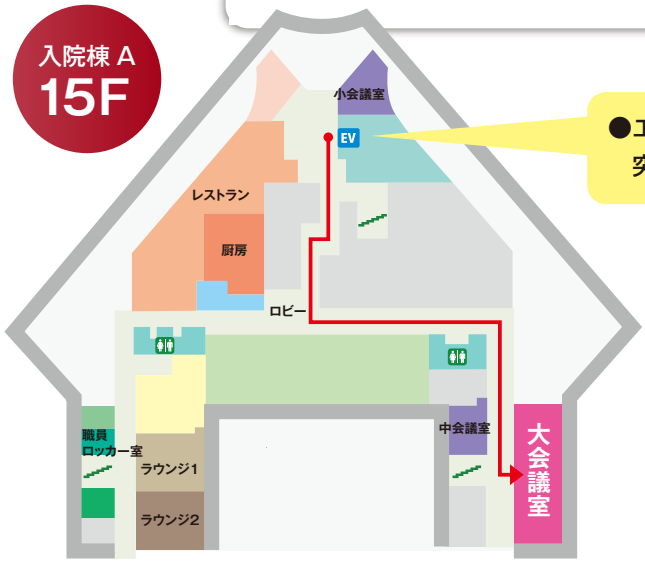 入院棟 A
15F
小会議室
EV
●エ
突
レストラン
厨房
ロビー
職員
ロッカー室
中会議室
大会議室
ラウンジ1
ラウンジ2